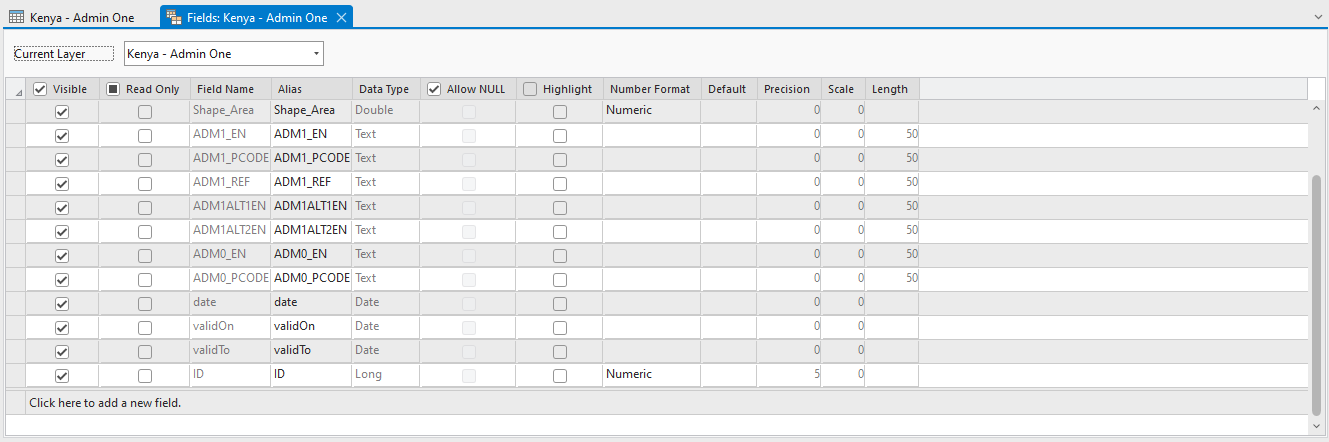 Kenya - Admin One Fields: Kenya - Admin One
Current Layer Kenya - Admin One
Visible Read Only Field Name Alias Data Type Allow NULL Highlight Number Format Default Precision Scale Length
Shape_Area Shape_Area Double Numeric 0 0
ADM1_EN ADM1_EN Text 0 0 50
ADM1_PCODE ADM1_PCODE Text 0 0 50
ADM1_REF ADM1_REF Text 0 0 50
ADM1ALT1EN ADM1ALT1EN Text 0 0 50
ADM1ALT2EN ADM1ALT2EN Text 0 0 50
ADM0_EN ADM0_EN Text 0 0 50
ADM0_PCODE ADM0_PCODE Text 0 0 50
date date Date 0 0
validOn validOn Date 0 0
validTo validTo Date 0 0
ID ID Long Numeric 5 0
Click here to add a new field.